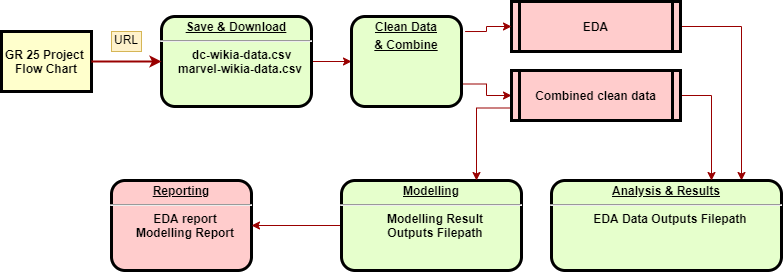 GR 25 Project
Flow Chart
URL
Save & Download
dc-wikia-data.csv
marvel-wikia-data.csv
Clean Data
& Combine
EDA
Combined clean data
Reporting
EDA report
Modelling Report
Modelling
Modelling Result
Outputs Filepath
Analysis & Results
EDA Data Outputs Filepath